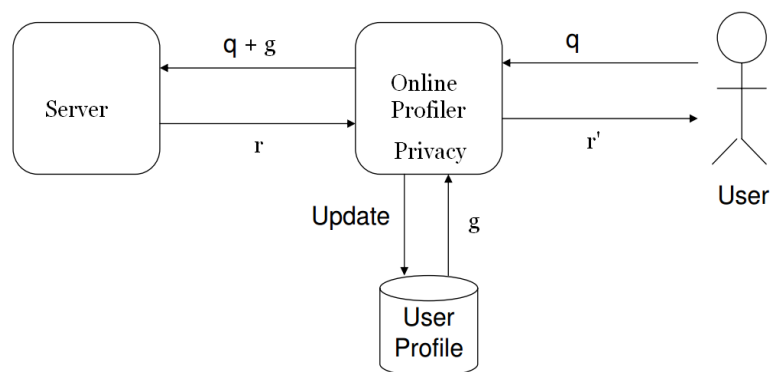 q + g
q
Server
Online
Profiler
Privacy
r
r'
User
Update
g
User
Profile